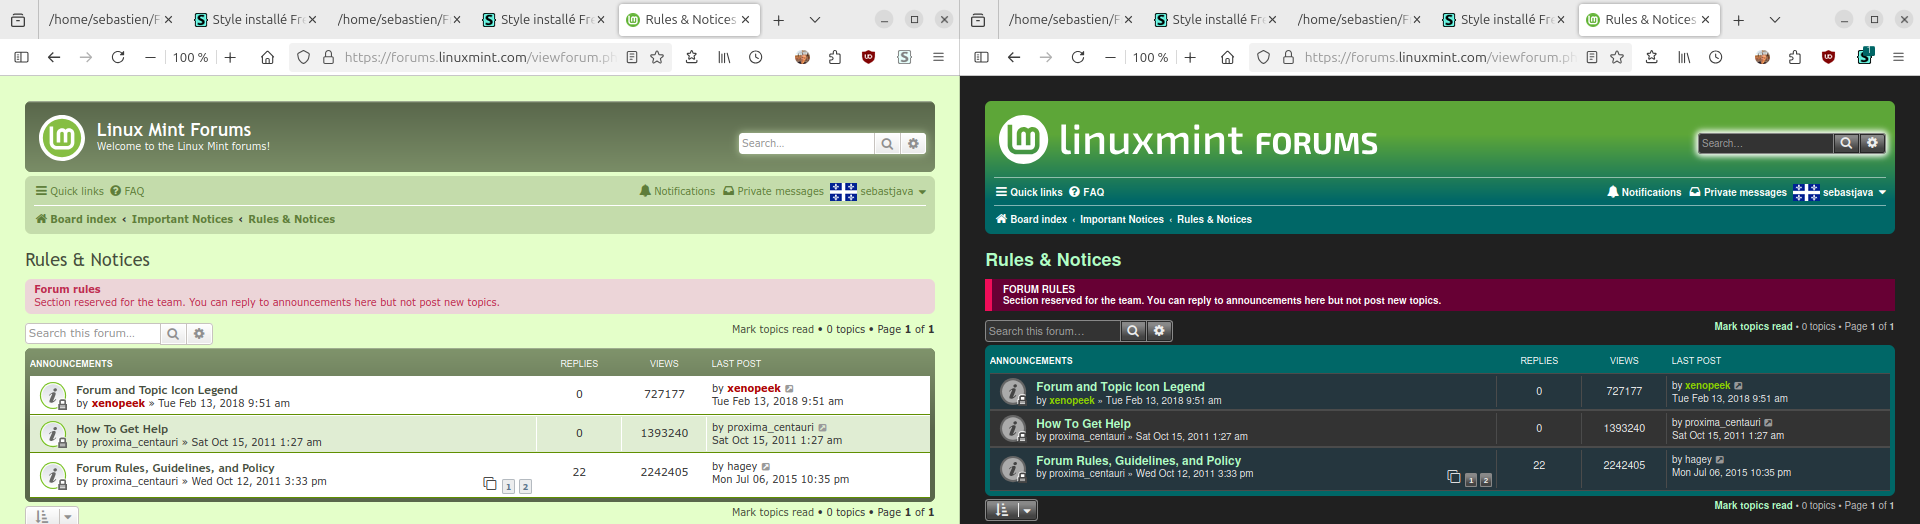 /home/sebastien/F
Style installé Fre
/home/sebastien/F
Style installé Fre
Rules & Notices
100 %
https://forums.linuxmint.com/viewforum.ph
Linux Mint Forums
Welcome to the Linux Mint forums!
Search…
Quick links
FAQ
Notifications
Private messages
sebastjava
Board index ‹ Important Notices ‹ Rules & Notices
Rules & Notices
Forum rules
Section reserved for the team. You can reply to announcements here but not post new topics.
Search this forum…
Mark topics read • 0 topics • Page 1 of 1
ANNOUNCEMENTS REPLIES VIEWS LAST POST
Forum and Topic Icon Legend
by xenopeek » Tue Feb 13, 2018 9:51 am
0
727177
by xenopeek
Tue Feb 13, 2018 9:51 am
How To Get Help
by proxima_centauri » Sat Oct 15, 2011 1:27 am
0
1393240
by proxima_centauri
Sat Oct 15, 2011 1:27 am
Forum Rules, Guidelines, and Policy
by proxima_centauri » Wed Oct 12, 2011 3:33 pm
1 2
22
2242405
by hagey
Mon Jul 06, 2015 10:35 pm
Mark topics read • 0 topics • Page 1 of 1
/home/sebastien/F
Style installé Fre
/home/sebastien/F
Style installé Fre
Rules & Notices
100 %
https://forums.linuxmint.com/viewforum.ph
1
linuxmint FORUMS
Search…
Quick links
FAQ
Notifications
Private messages
sebastjava
Board index ‹ Important Notices ‹ Rules & Notices
Rules & Notices
FORUM RULES
Section reserved for the team. You can reply to announcements here but not post new topics.
Search this forum…
Mark topics read • 0 topics • Page 1 of 1
ANNOUNCEMENTS REPLIES VIEWS LAST POST
Forum and Topic Icon Legend
by xenopeek » Tue Feb 13, 2018 9:51 am
0
727177
by xenopeek
Tue Feb 13, 2018 9:51 am
How To Get Help
by proxima_centauri » Sat Oct 15, 2011 1:27 am
0
1393240
by proxima_centauri
Sat Oct 15, 2011 1:27 am
Forum Rules, Guidelines, and Policy
by proxima_centauri » Wed Oct 12, 2011 3:33 pm
1 2
22
2242405
by hagey
Mon Jul 06, 2015 10:35 pm
Mark topics read • 0 topics • Page 1 of 1